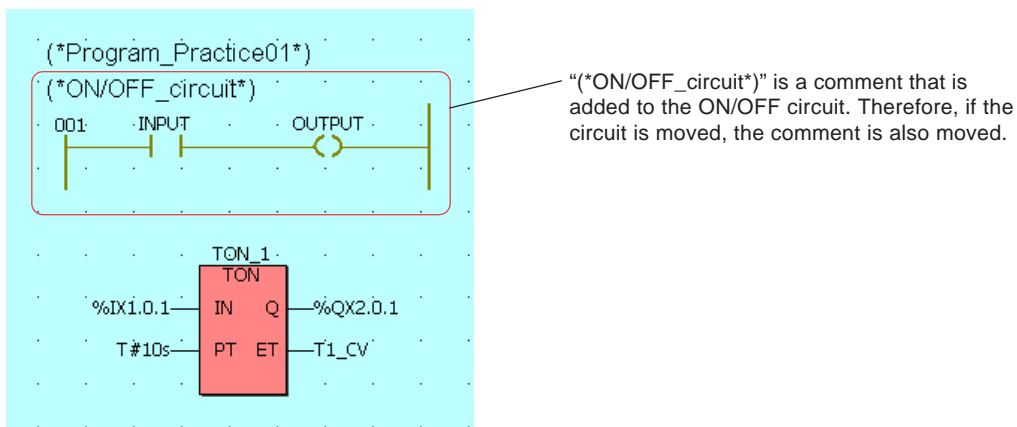 (*Program_Practice01*)
(*ON/OFF_circuit*)
001 INPUT OUTPUT
"(*ON/OFF_circuit*)" is a comment that is
added to the ON/OFF circuit. Therefore, if the
circuit is moved, the comment is also moved.
TON_1
TON
%IX1.0.1 IN Q %QX2.0.1
T#10s PT ET T1_CV